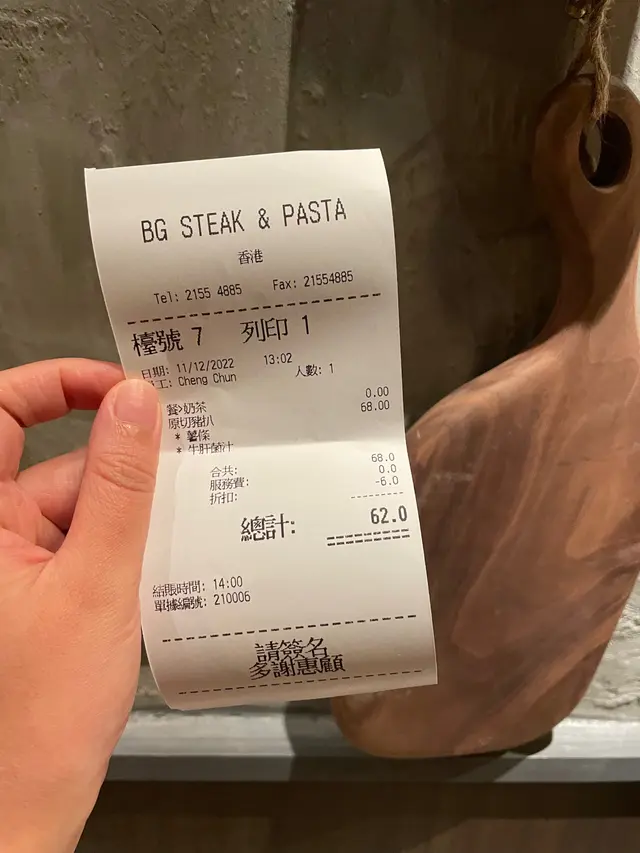 BG STEAK & PASTA
香港
Tel: 2155 4885 Fax: 21554885
檯號 7 列印 1
日期: 11/12/2022 13:02
工: Cheng Chun 人數: 1
餐>奶茶 0.00
原切豬扒 68.00
* 薯條
* 牛肝菌汁
合共: 68.0
服務費: 0.0
折扣: -6.0
總計: 62.0
結賬時間: 14:00
單據編號: 210006
請簽名
多謝惠顧